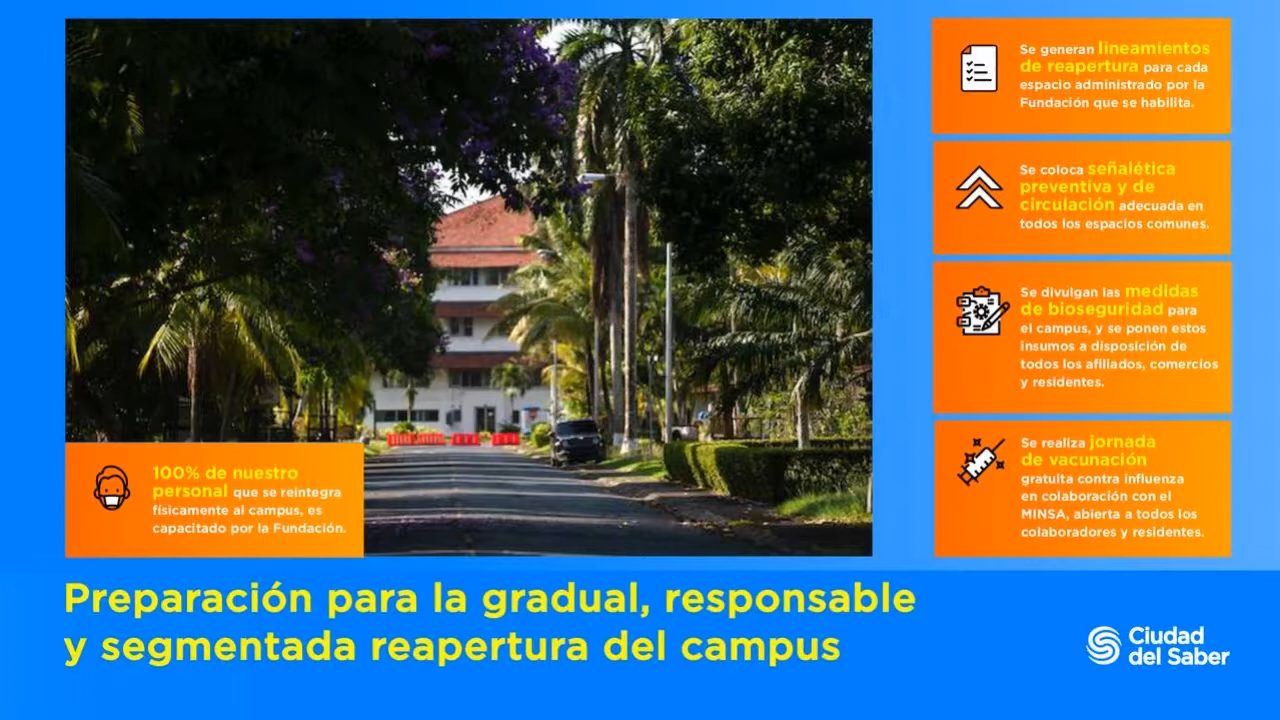 Se generan lineamientos
de reapertura para cada
espacio administrado por la
Fundación que se habilita.
Se coloca señalética
preventiva y de
circulación adecuada en
todos los espacios comunes.
Se divulgan las medidas
de bioseguridad para
el campus, y se ponen estos
insumos a disposición de
todos los afiliados, comercios
y residentes.
Se realiza jornada
de vacunación
gratuita contra influenza
en colaboración con el
MINSA, abierta a todos los
colaboradores y residentes.
100% de nuestro
personal que se reintegra
físicamente al campus, es
capacitado por la Fundación.
Preparación para la gradual, responsable
y segmentada reapertura del campus
Ciudad
del Saber